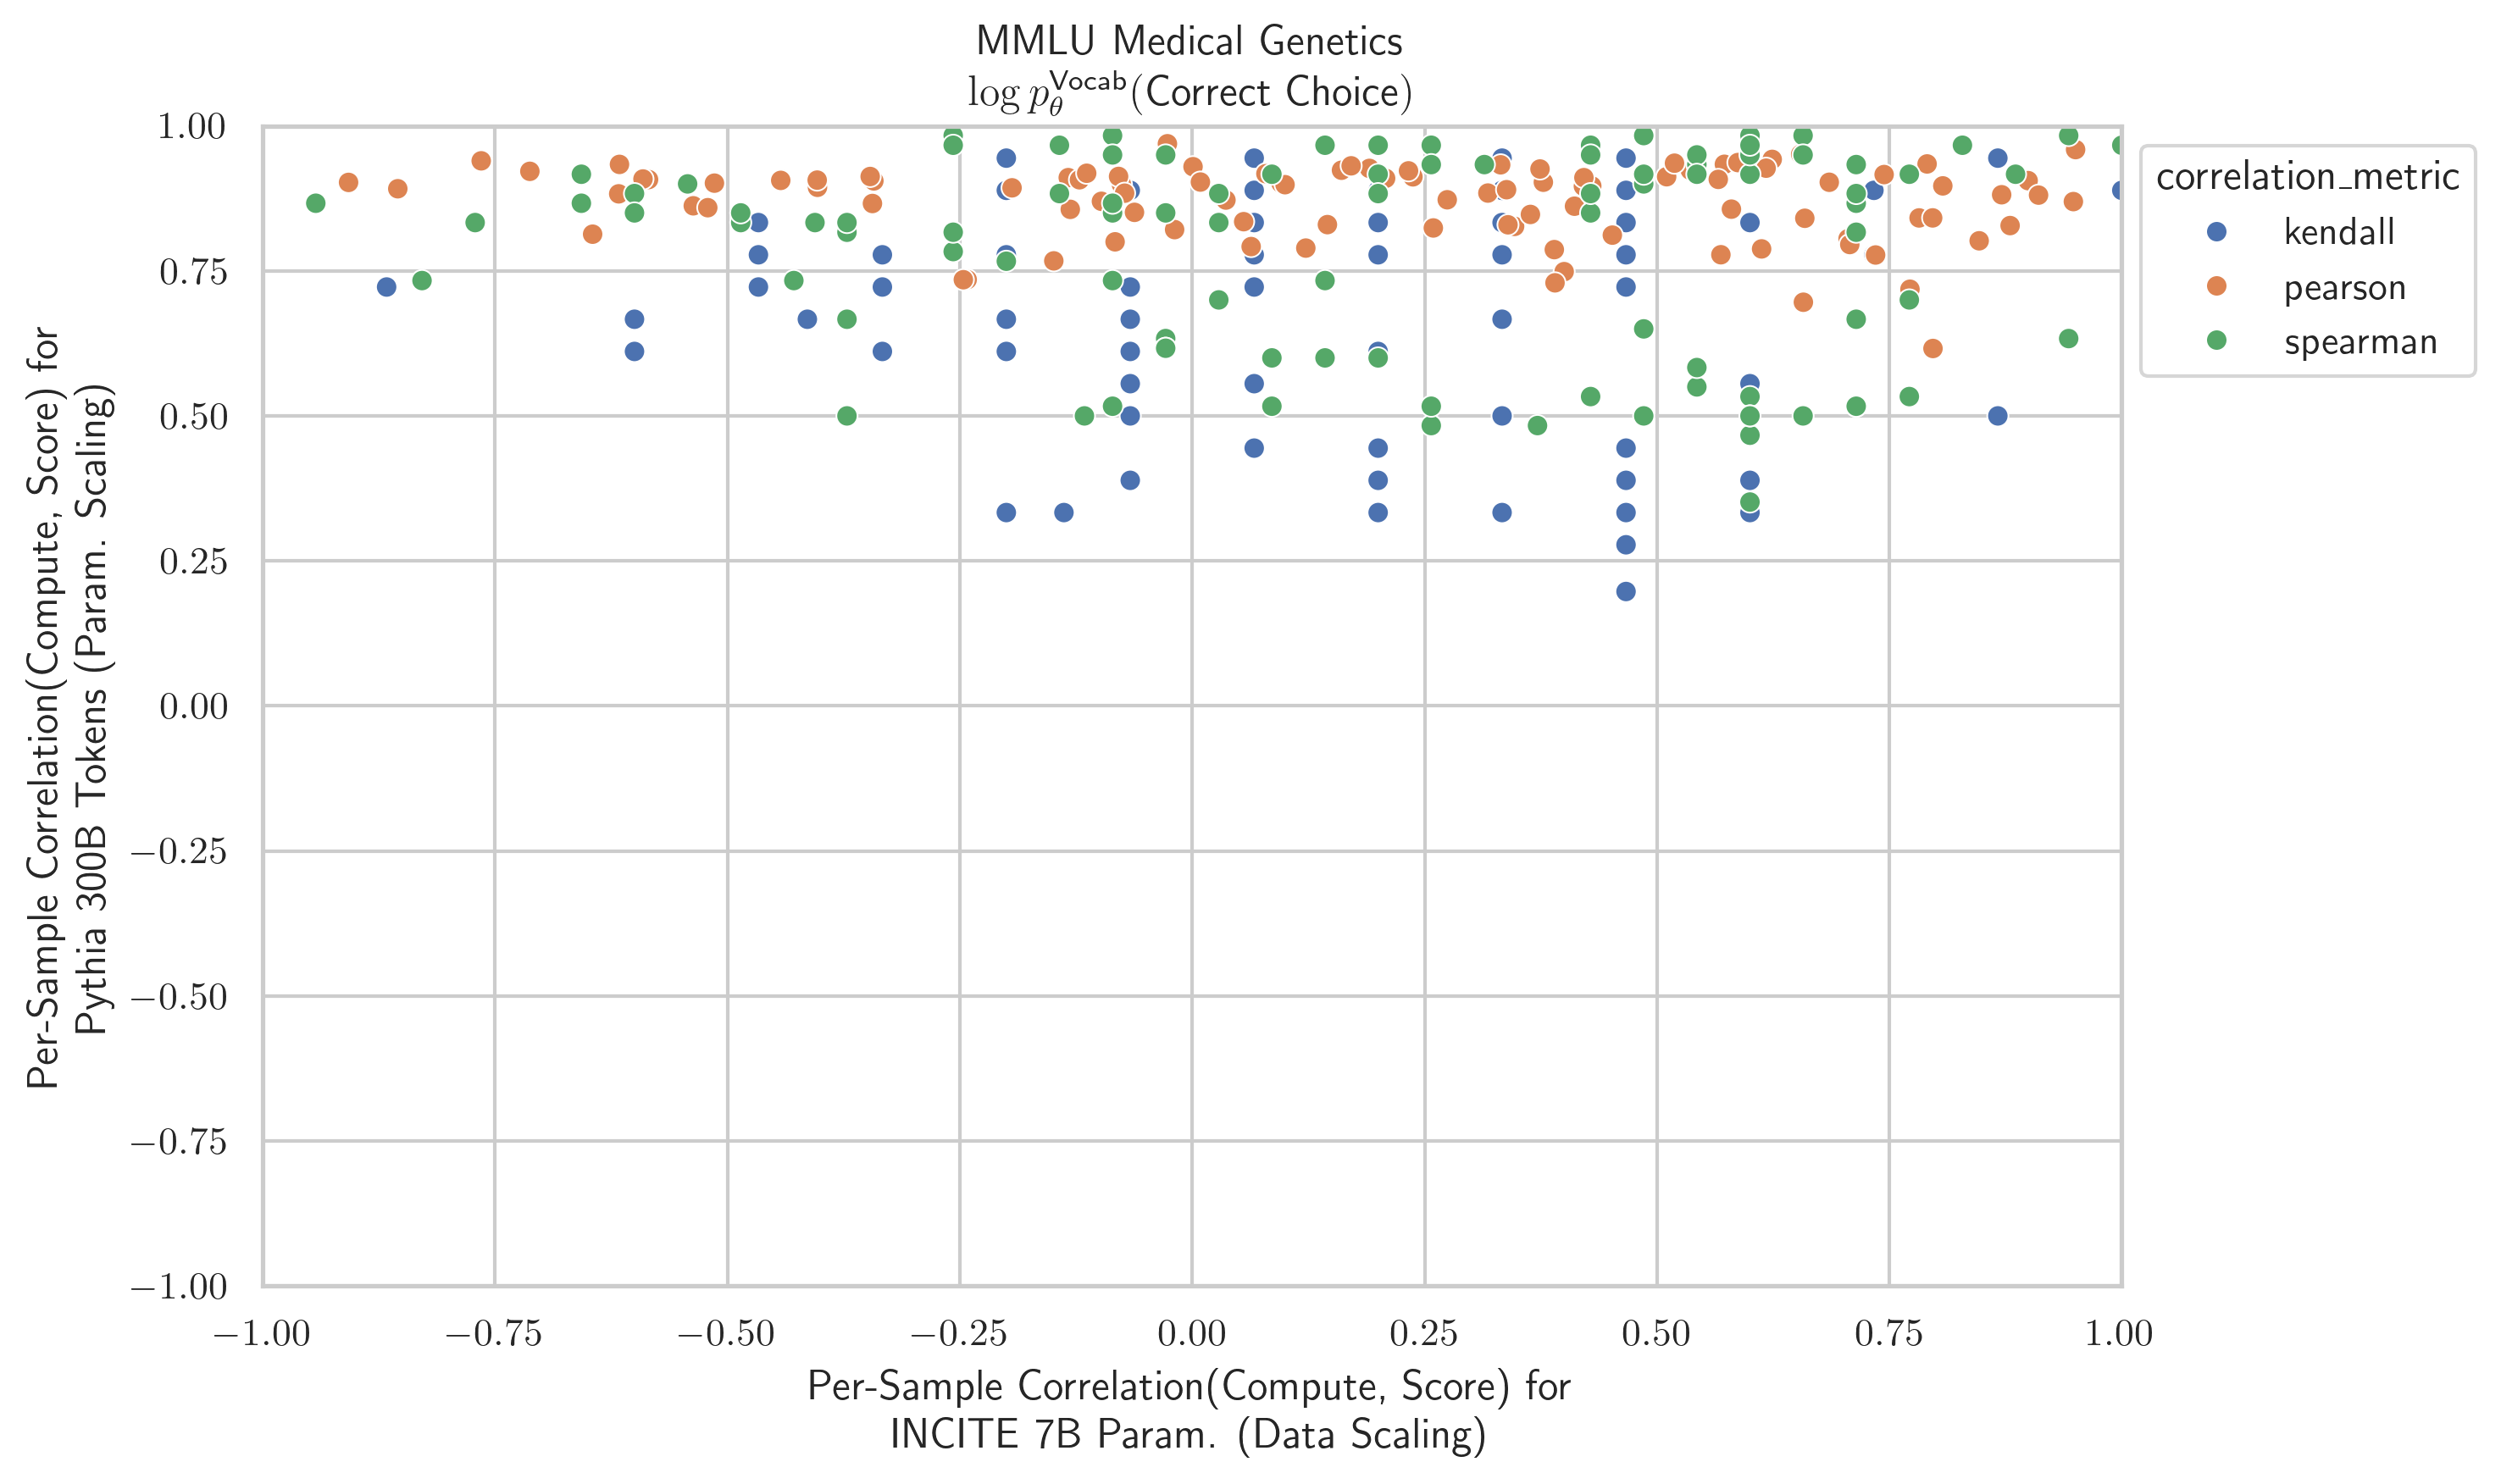 MMLU Medical Genetics
log p_θ^Vocab(Correct Choice)
Per-Sample Correlation(Compute, Score) for
Pythia 300B Tokens (Param. Scaling)
1.00
0.75
0.50
0.25
0.00
−0.25
−0.50
−0.75
−1.00
−1.00 −0.75 −0.50 −0.25 0.00 0.25 0.50 0.75 1.00
Per-Sample Correlation(Compute, Score) for
INCITE 7B Param. (Data Scaling)
correlation_metric
kendall
pearson
spearman